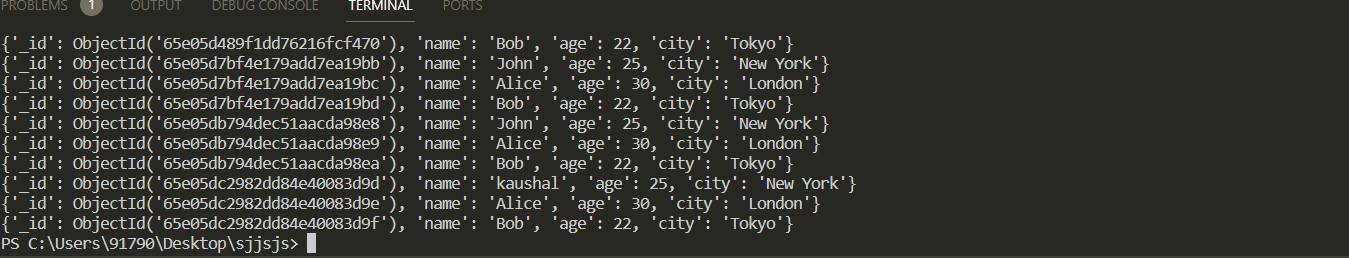 PROBLEMS 1 OUTPUT DEBUG CONSOLE TERMINAL PORTS
{'_id': ObjectId('65e05d489f1dd76216fcf470'), 'name': 'Bob', 'age': 22, 'city': 'Tokyo'}
{'_id': ObjectId('65e05d7bf4e179add7ea19bb'), 'name': 'John', 'age': 25, 'city': 'New York'}
{'_id': ObjectId('65e05d7bf4e179add7ea19bc'), 'name': 'Alice', 'age': 30, 'city': 'London'}
{'_id': ObjectId('65e05d7bf4e179add7ea19bd'), 'name': 'Bob', 'age': 22, 'city': 'Tokyo'}
{'_id': ObjectId('65e05db794dec51aacda98e8'), 'name': 'John', 'age': 25, 'city': 'New York'}
{'_id': ObjectId('65e05db794dec51aacda98e9'), 'name': 'Alice', 'age': 30, 'city': 'London'}
{'_id': ObjectId('65e05db794dec51aacda98ea'), 'name': 'Bob', 'age': 22, 'city': 'Tokyo'}
{'_id': ObjectId('65e05dc2982dd84e40083d9d'), 'name': 'kaushal', 'age': 25, 'city': 'New York'}
{'_id': ObjectId('65e05dc2982dd84e40083d9e'), 'name': 'Alice', 'age': 30, 'city': 'London'}
{'_id': ObjectId('65e05dc2982dd84e40083d9f'), 'name': 'Bob', 'age': 22, 'city': 'Tokyo'}
PS C:\Users\91790\Desktop\sjjsjs>